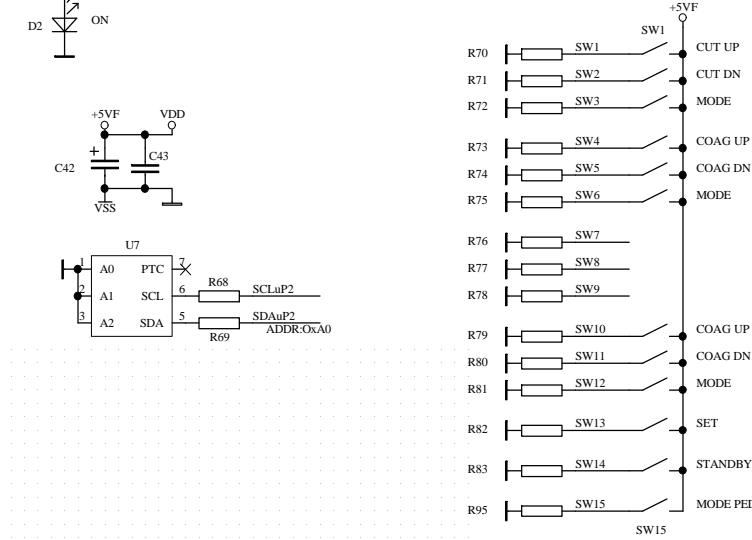 D2 ON
+5VF VDD
C42 + C43
VSS
U7
1 A0 PTC 7
2 A1 SCL 6 R68 SCLuP2
3 A2 SDA 5 R69 SDAuP2
ADDR:OxA0
+5VF
SW1
R70 SW1 CUT UP
R71 SW2 CUT DN
R72 SW3 MODE
R73 SW4 COAG UP
R74 SW5 COAG DN
R75 SW6 MODE
R76 SW7
R77 SW8
R78 SW9
R79 SW10 COAG UP
R80 SW11 COAG DN
R81 SW12 MODE
R82 SW13 SET
R83 SW14 STANDBY
R95 SW15 MODE PED
SW15